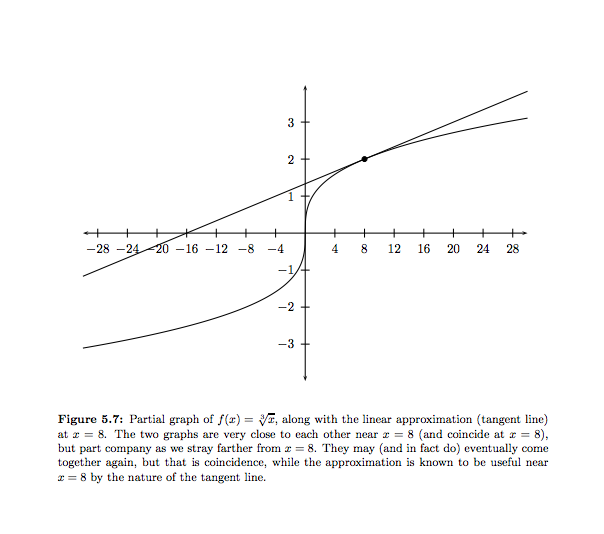 3
2
1
−28 −24 −20 −16 −12 −8 −4 4 8 12 16 20 24 28
−1
−2
−3
Figure 5.7: Partial graph of f(x) = ∛x, along with the linear approximation (tangent line)
at x = 8. The two graphs are very close to each other near x = 8 (and coincide at x = 8),
but part company as we stray farther from x = 8. They may (and in fact do) eventually come
together again, but that is coincidence, while the approximation is known to be useful near
x = 8 by the nature of the tangent line.